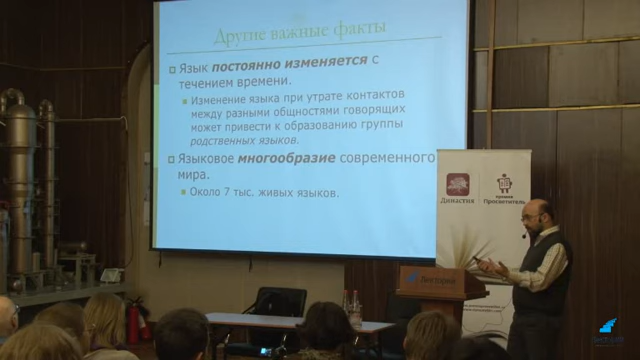 Другие важные факты
Язык постоянно изменяется с
течением времени.
Изменение языка при утрате контактов
между разными общностями говорящих
может привести к образованию группы
родственных языков.
Языковое многообразие современного
мира.
Около 7 тыс. живых языков.
Династия
Просветитель